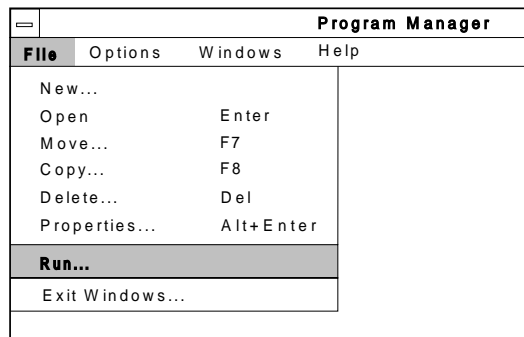 Program Manager
File Options Windows Help
New...
Open Enter
Move... F7
Copy... F8
Delete... Del
Properties... Alt+Enter
Run...
Exit Windows...